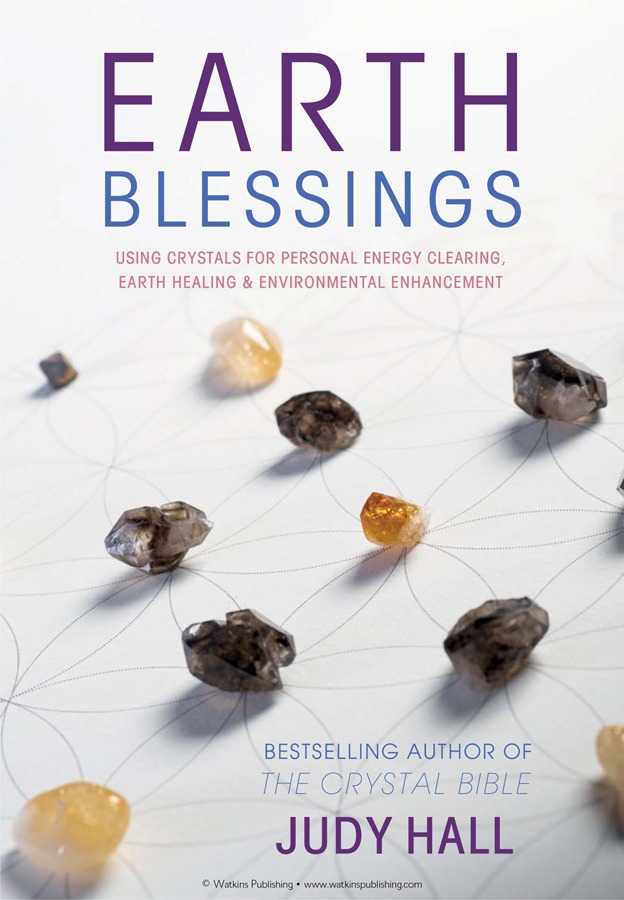 EARTH
BLESSINGS
USING CRYSTALS FOR PERSONAL ENERGY CLEARING,
EARTH HEALING & ENVIRONMENTAL ENHANCEMENT
BESTSELLING AUTHOR OF
THE CRYSTAL BIBLE
JUDY HALL
© Watkins Publishing • www.watkinspublishing.com